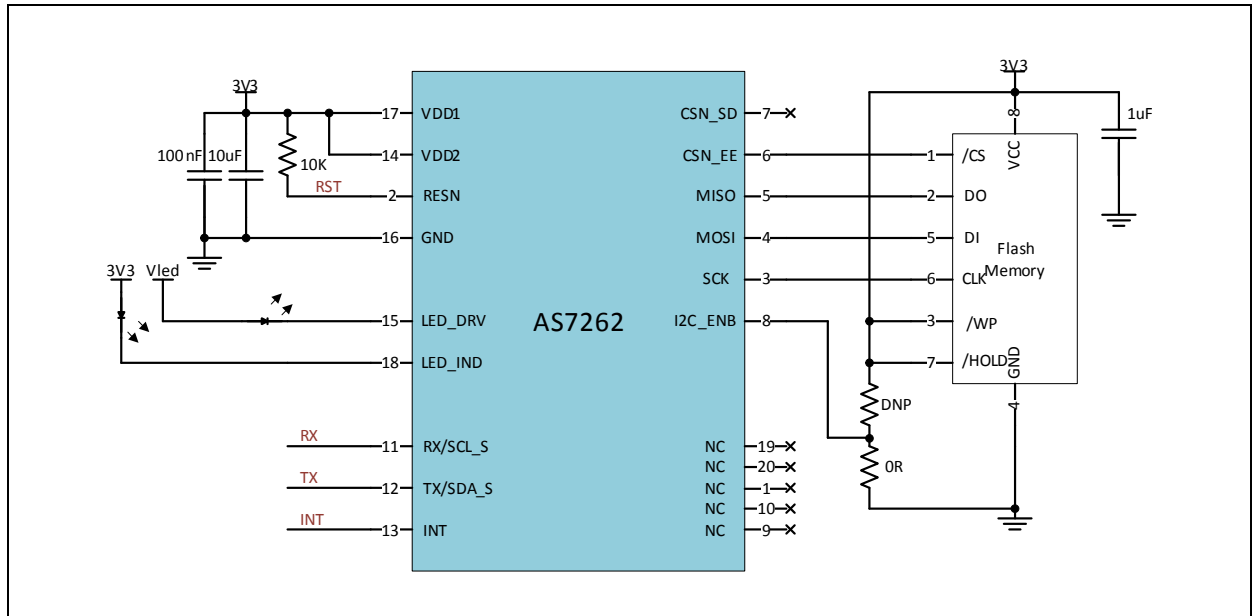 3V3
100nF 10uF
10K
RST
17 VDD1
14 VDD2
2 RESN
16 GND
3V3 Vled
15 LED_DRV
18 LED_IND
RX
11 RX/SCL_S
TX
12 TX/SDA_S
INT
13 INT
AS7262
CSN_SD 7
CSN_EE 6
MISO 5
MOSI 4
SCK 3
I2C_ENB 8
NC 19
NC 20
NC 1
NC 10
NC 9
3V3
1uF
8
VCC
1 /CS
2 DO
5 DI
6 CLK
3 /WP
7 /HOLD
Flash
Memory
GND
4
DNP
0R